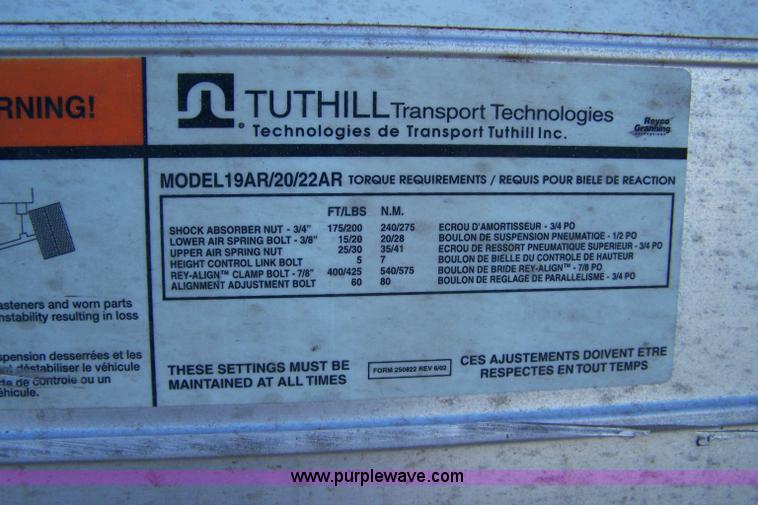 RNING!
TUTHILL Transport Technologies
® Technologies de Transport Tuthill Inc.
Reyco Granning
MODEL19AR/20/22AR TORQUE REQUIREMENTS / REQUIS POUR BIELE DE REACTION
FT/LBS N.M.
SHOCK ABSORBER NUT - 3/4" 175/200 240/275 ECROU D'AMORTISSEUR - 3/4 PO
LOWER AIR SPRING BOLT - 3/8" 15/20 20/28 BOULON DE SUSPENSION PNEUMATIQUE - 1/2 PO
UPPER AIR SPRING NUT 25/30 35/41 ECROU DE RESSORT PNEUMATIQUE SUPERIEUR - 3/4 PO
HEIGHT CONTROL LINK BOLT 5 7 BOULON DE BIELLE DU CONTROLE DE HAUTEUR
REY-ALIGN™ CLAMP BOLT - 7/8" 400/425 540/575 BOULON DE BRIDE REY-ALIGN™ - 7/8 PO
ALIGNMENT ADJUSTMENT BOLT 60 80 BOULON DE REGLAGE DE PARALLELISME - 3/4 PO
asteners and worn parts
nstability resulting in loss
spension desserrées et les
nt déstabiliser le véhicule
rte de contrôle ou un
éhicule.
THESE SETTINGS MUST BE
MAINTAINED AT ALL TIMES
FORM 250822 REV 6/02
CES AJUSTEMENTS DOIVENT ETRE
RESPECTES EN TOUT TEMPS
www.purplewave.com